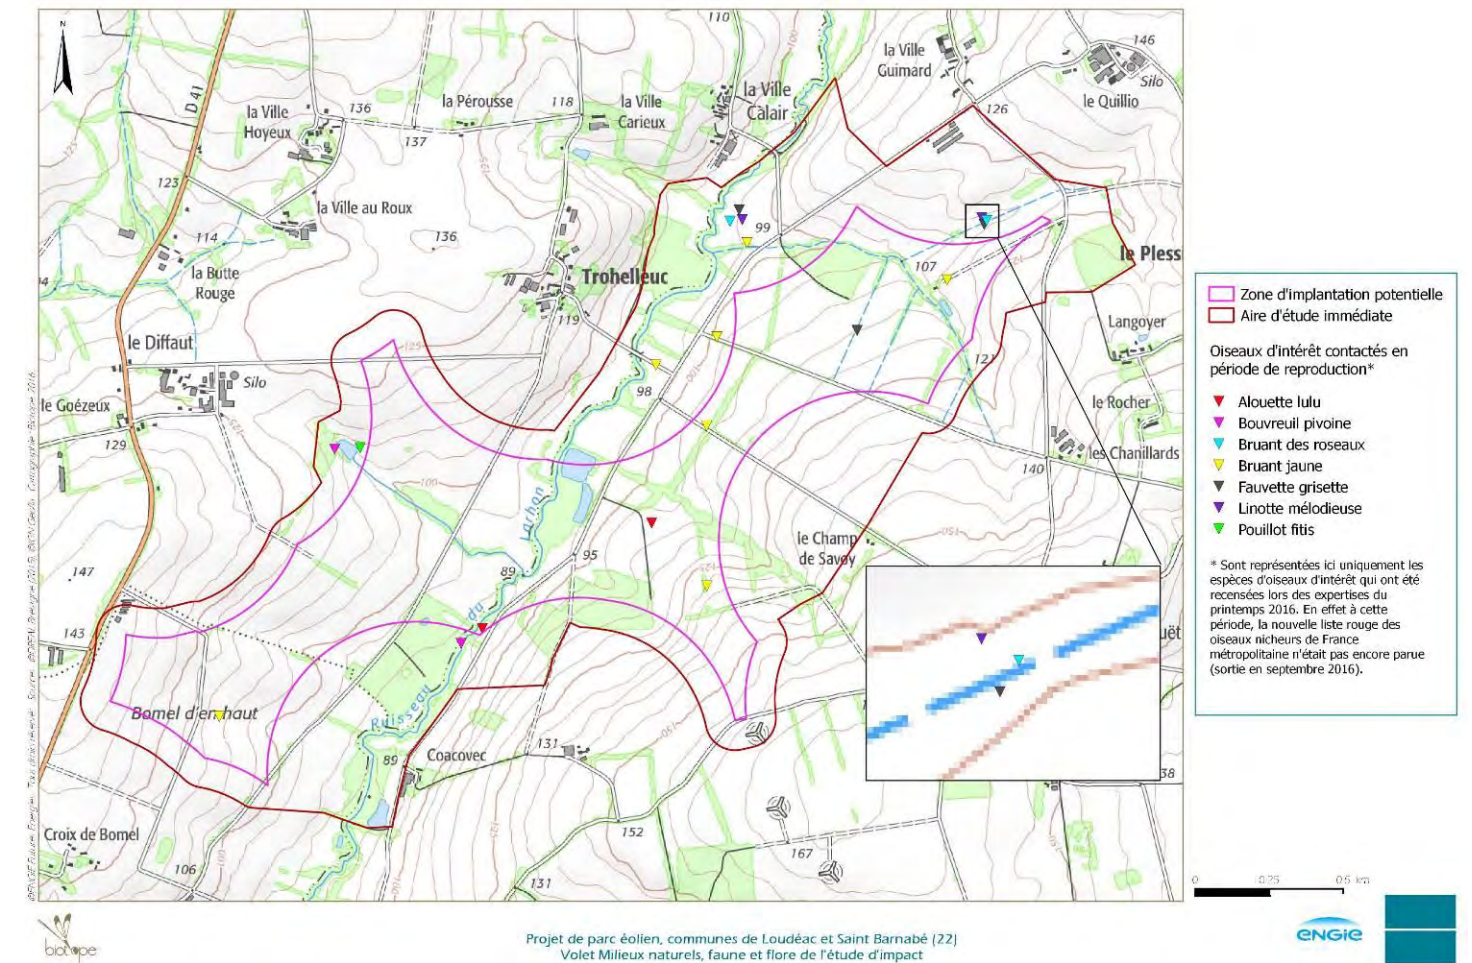 N
110
la Ville
Guimard
146
Silo
le Quillio
D 41
la Ville
Hoyeux
136
la Pérousse
118
la Ville
Carieux
la Ville
Calair
126
137
123
la Ville au Roux
114
136
99
la Butte
Rouge
Trohelleuc
107
le Pless
119
Langoyer
le Diffaut
125
121
Silo
98
le Goézeux
le Rocher
129
les Chanillards
140
100
Larhon
le Champ
de Savoy
95
89
du
147
143
Ruisseau
Bomel d'en haut
Coacovec
131
89
38
Croix de Bomel
152
167
106
131
Zone d'implantation potentielle
Aire d'étude immédiate
Oiseaux d'intérêt contactés en
période de reproduction*
Alouette lulu
Bouvreuil pivoine
Bruant des roseaux
Bruant jaune
Fauvette grisette
Linotte mélodieuse
Pouillot fitis
* Sont représentées ici uniquement les
espèces d'oiseaux d'intérêt qui ont été
recensées lors des expertises du
printemps 2016. En effet à cette
période, la nouvelle liste rouge des
oiseaux nicheurs de France
métropolitaine n'était pas encore parue
(sortie en septembre 2016).
0 0.25 0.5 km
biotope
Projet de parc éolien, communes de Loudéac et Saint Barnabé (22)
Volet Milieux naturels, faune et flore de l'étude d'impact
ENGIE